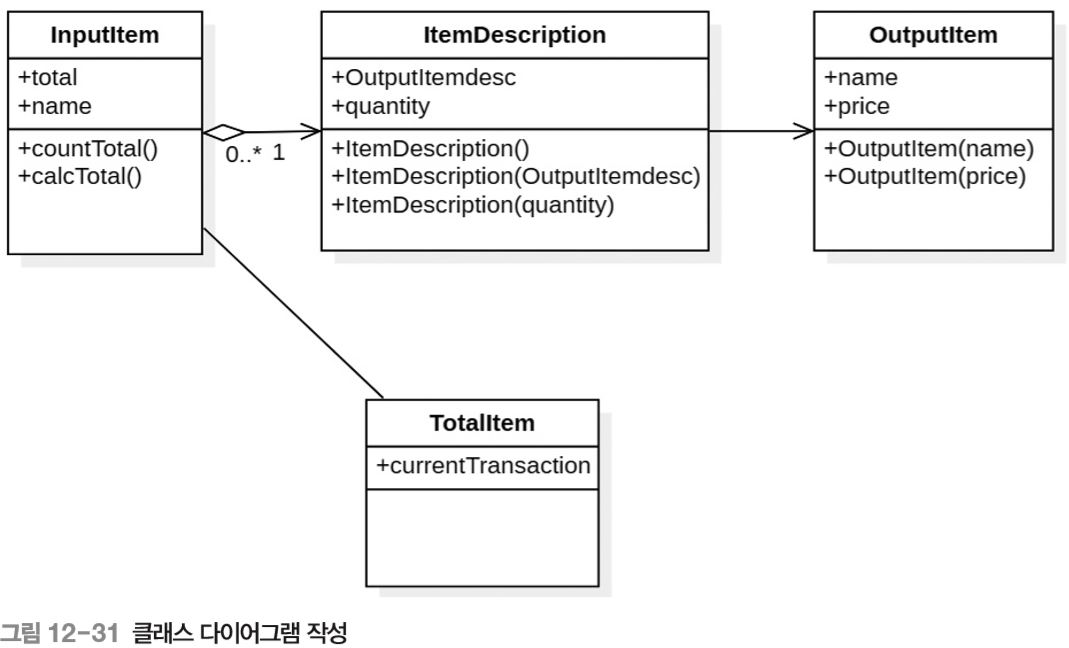 InputItem
+total
+name
+countTotal()
+calcTotal()
0..* 1
ItemDescription
+OutputItemdesc
+quantity
+ItemDescription()
+ItemDescription(OutputItemdesc)
+ItemDescription(quantity)
OutputItem
+name
+price
+OutputItem(name)
+OutputItem(price)
TotalItem
+currentTransaction
그림 12-31 클래스 다이어그램 작성